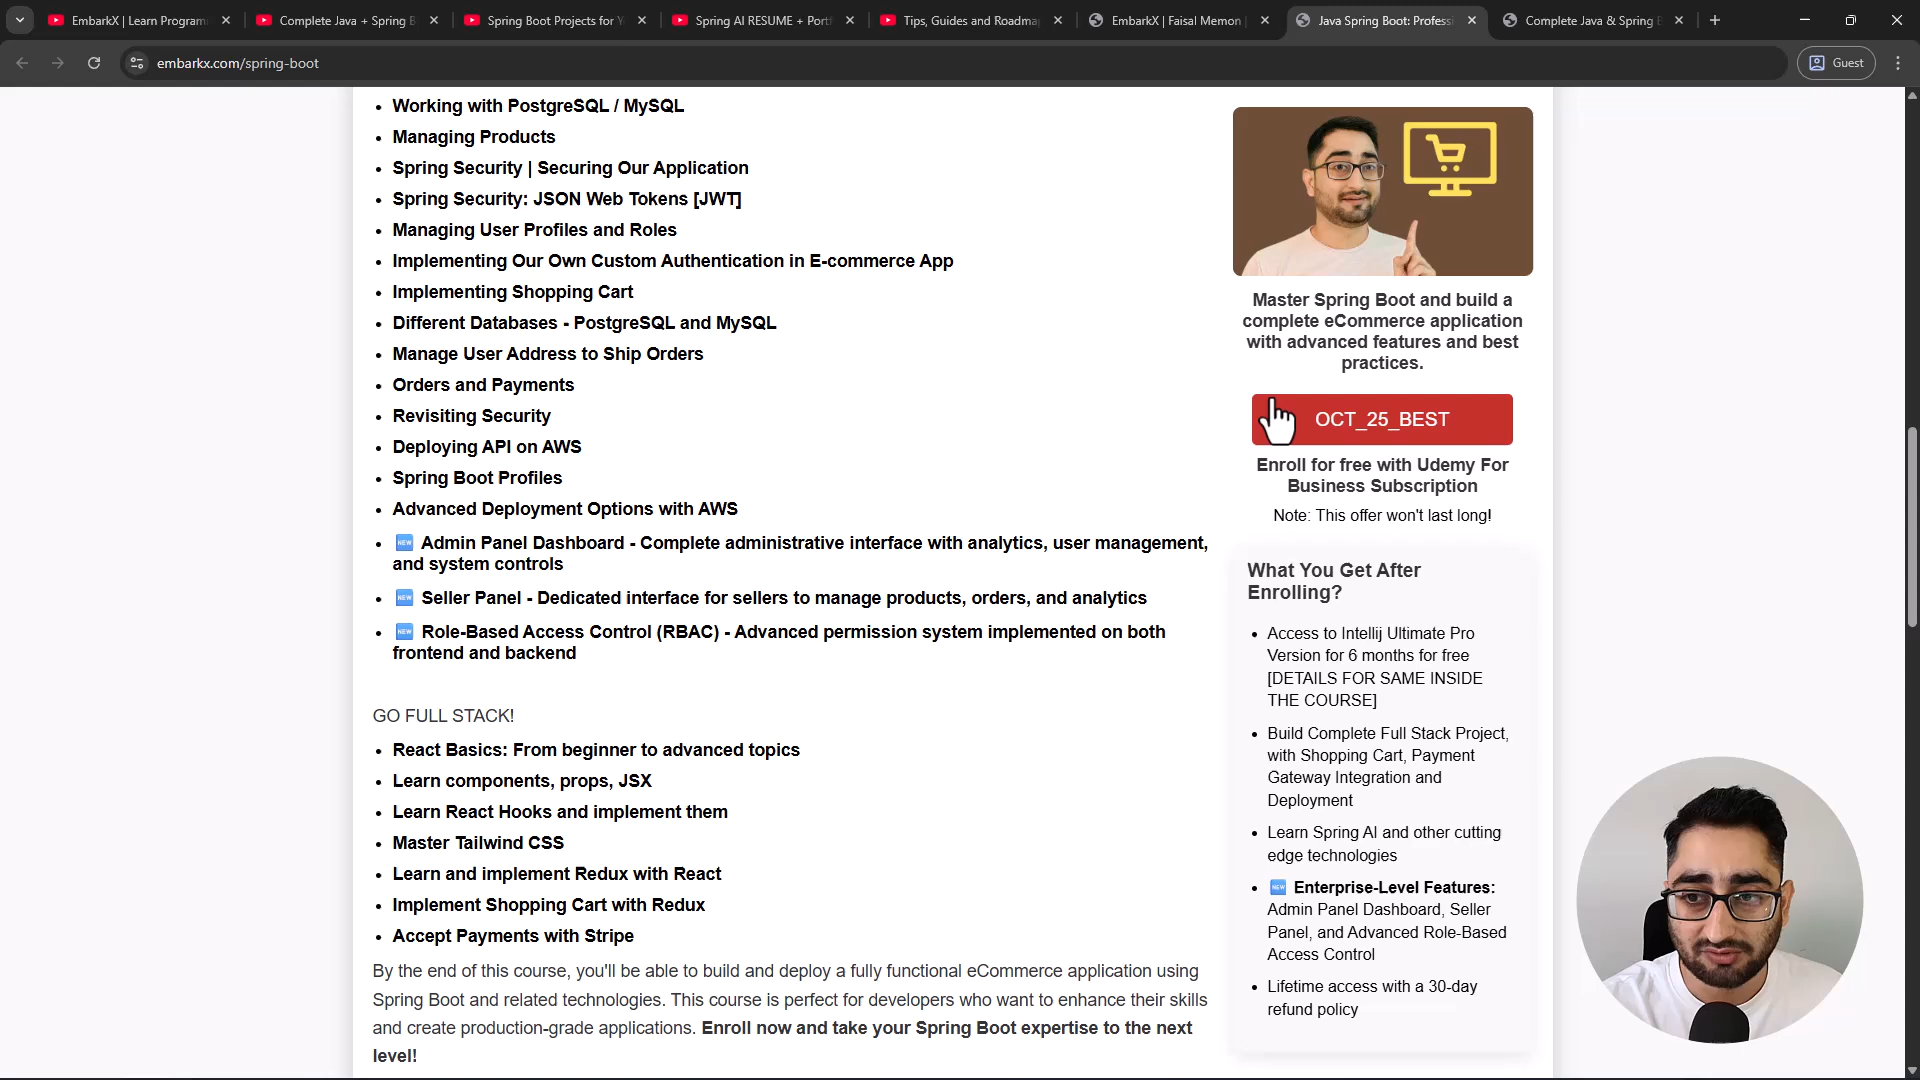 EmbarkX | Learn Program
Complete Java + Spring B
Spring Boot Projects for Y
Spring AI RESUME + Port
Tips, Guides and Roadma
EmbarkX | Faisal Memon
Java Spring Boot: Profess
Complete Java & Spring B
embarkx.com/spring-boot
Guest
Working with PostgreSQL / MySQL
Managing Products
Spring Security | Securing Our Application
Spring Security: JSON Web Tokens [JWT]
Managing User Profiles and Roles
Implementing Our Own Custom Authentication in E-commerce App
Implementing Shopping Cart
Different Databases - PostgreSQL and MySQL
Manage User Address to Ship Orders
Orders and Payments
Revisiting Security
Deploying API on AWS
Spring Boot Profiles
Advanced Deployment Options with AWS
NEW Admin Panel Dashboard - Complete administrative interface with analytics, user management,
and system controls
NEW Seller Panel - Dedicated interface for sellers to manage products, orders, and analytics
NEW Role-Based Access Control (RBAC) - Advanced permission system implemented on both
frontend and backend
GO FULL STACK!
React Basics: From beginner to advanced topics
Learn components, props, JSX
Learn React Hooks and implement them
Master Tailwind CSS
Learn and implement Redux with React
Implement Shopping Cart with Redux
Accept Payments with Stripe
By the end of this course, you'll be able to build and deploy a fully functional eCommerce application using
Spring Boot and related technologies. This course is perfect for developers who want to enhance their skills
and create production-grade applications. Enroll now and take your Spring Boot expertise to the next
level!
Master Spring Boot and build a
complete eCommerce application
with advanced features and best
practices.
OCT_25_BEST
Enroll for free with Udemy For
Business Subscription
Note: This offer won't last long!
What You Get After
Enrolling?
Access to Intellij Ultimate Pro
Version for 6 months for free
[DETAILS FOR SAME INSIDE
THE COURSE]
Build Complete Full Stack Project,
with Shopping Cart, Payment
Gateway Integration and
Deployment
Learn Spring AI and other cutting
edge technologies
NEW Enterprise-Level Features:
Admin Panel Dashboard, Seller
Panel, and Advanced Role-Based
Access Control
Lifetime access with a 30-day
refund policy